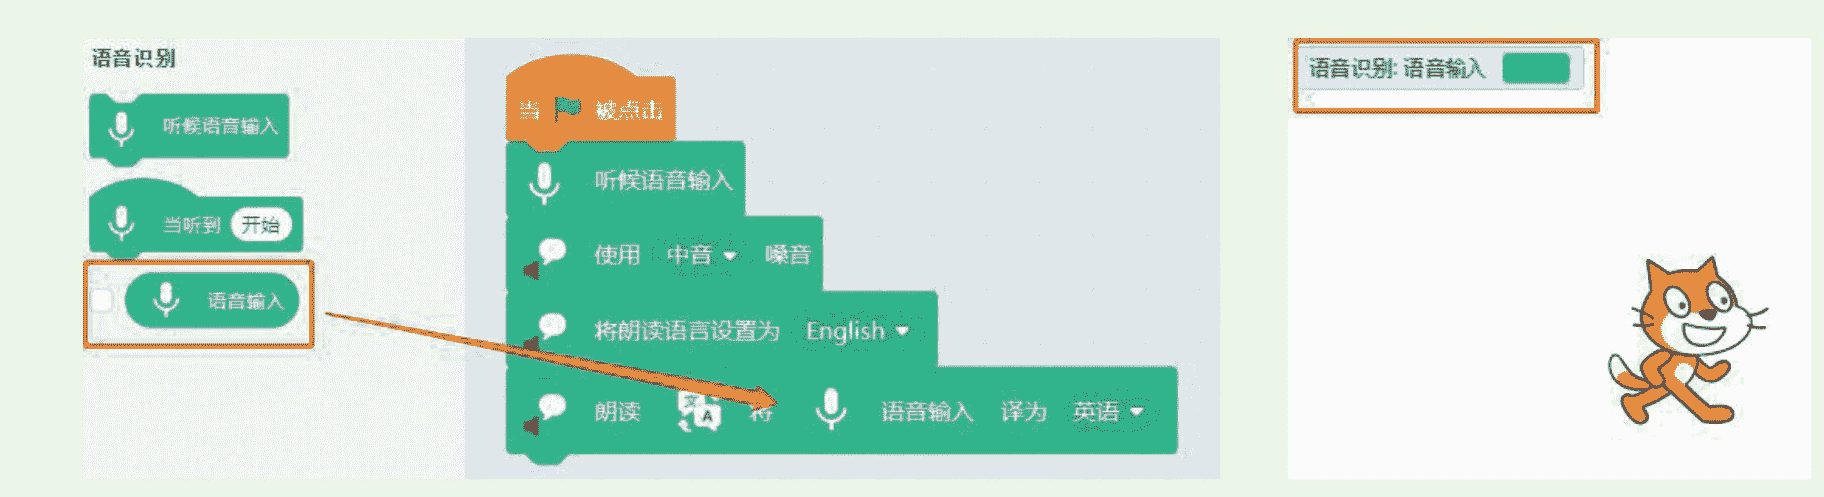 语音识别
听候语音输入
当听到 开始
语音输入
当 被点击
听候语音输入
使用 中音 嗓音
将朗读语言设置为 English
朗读 文 A 将 语音输入 译为 英语
语音识别: 语音输入